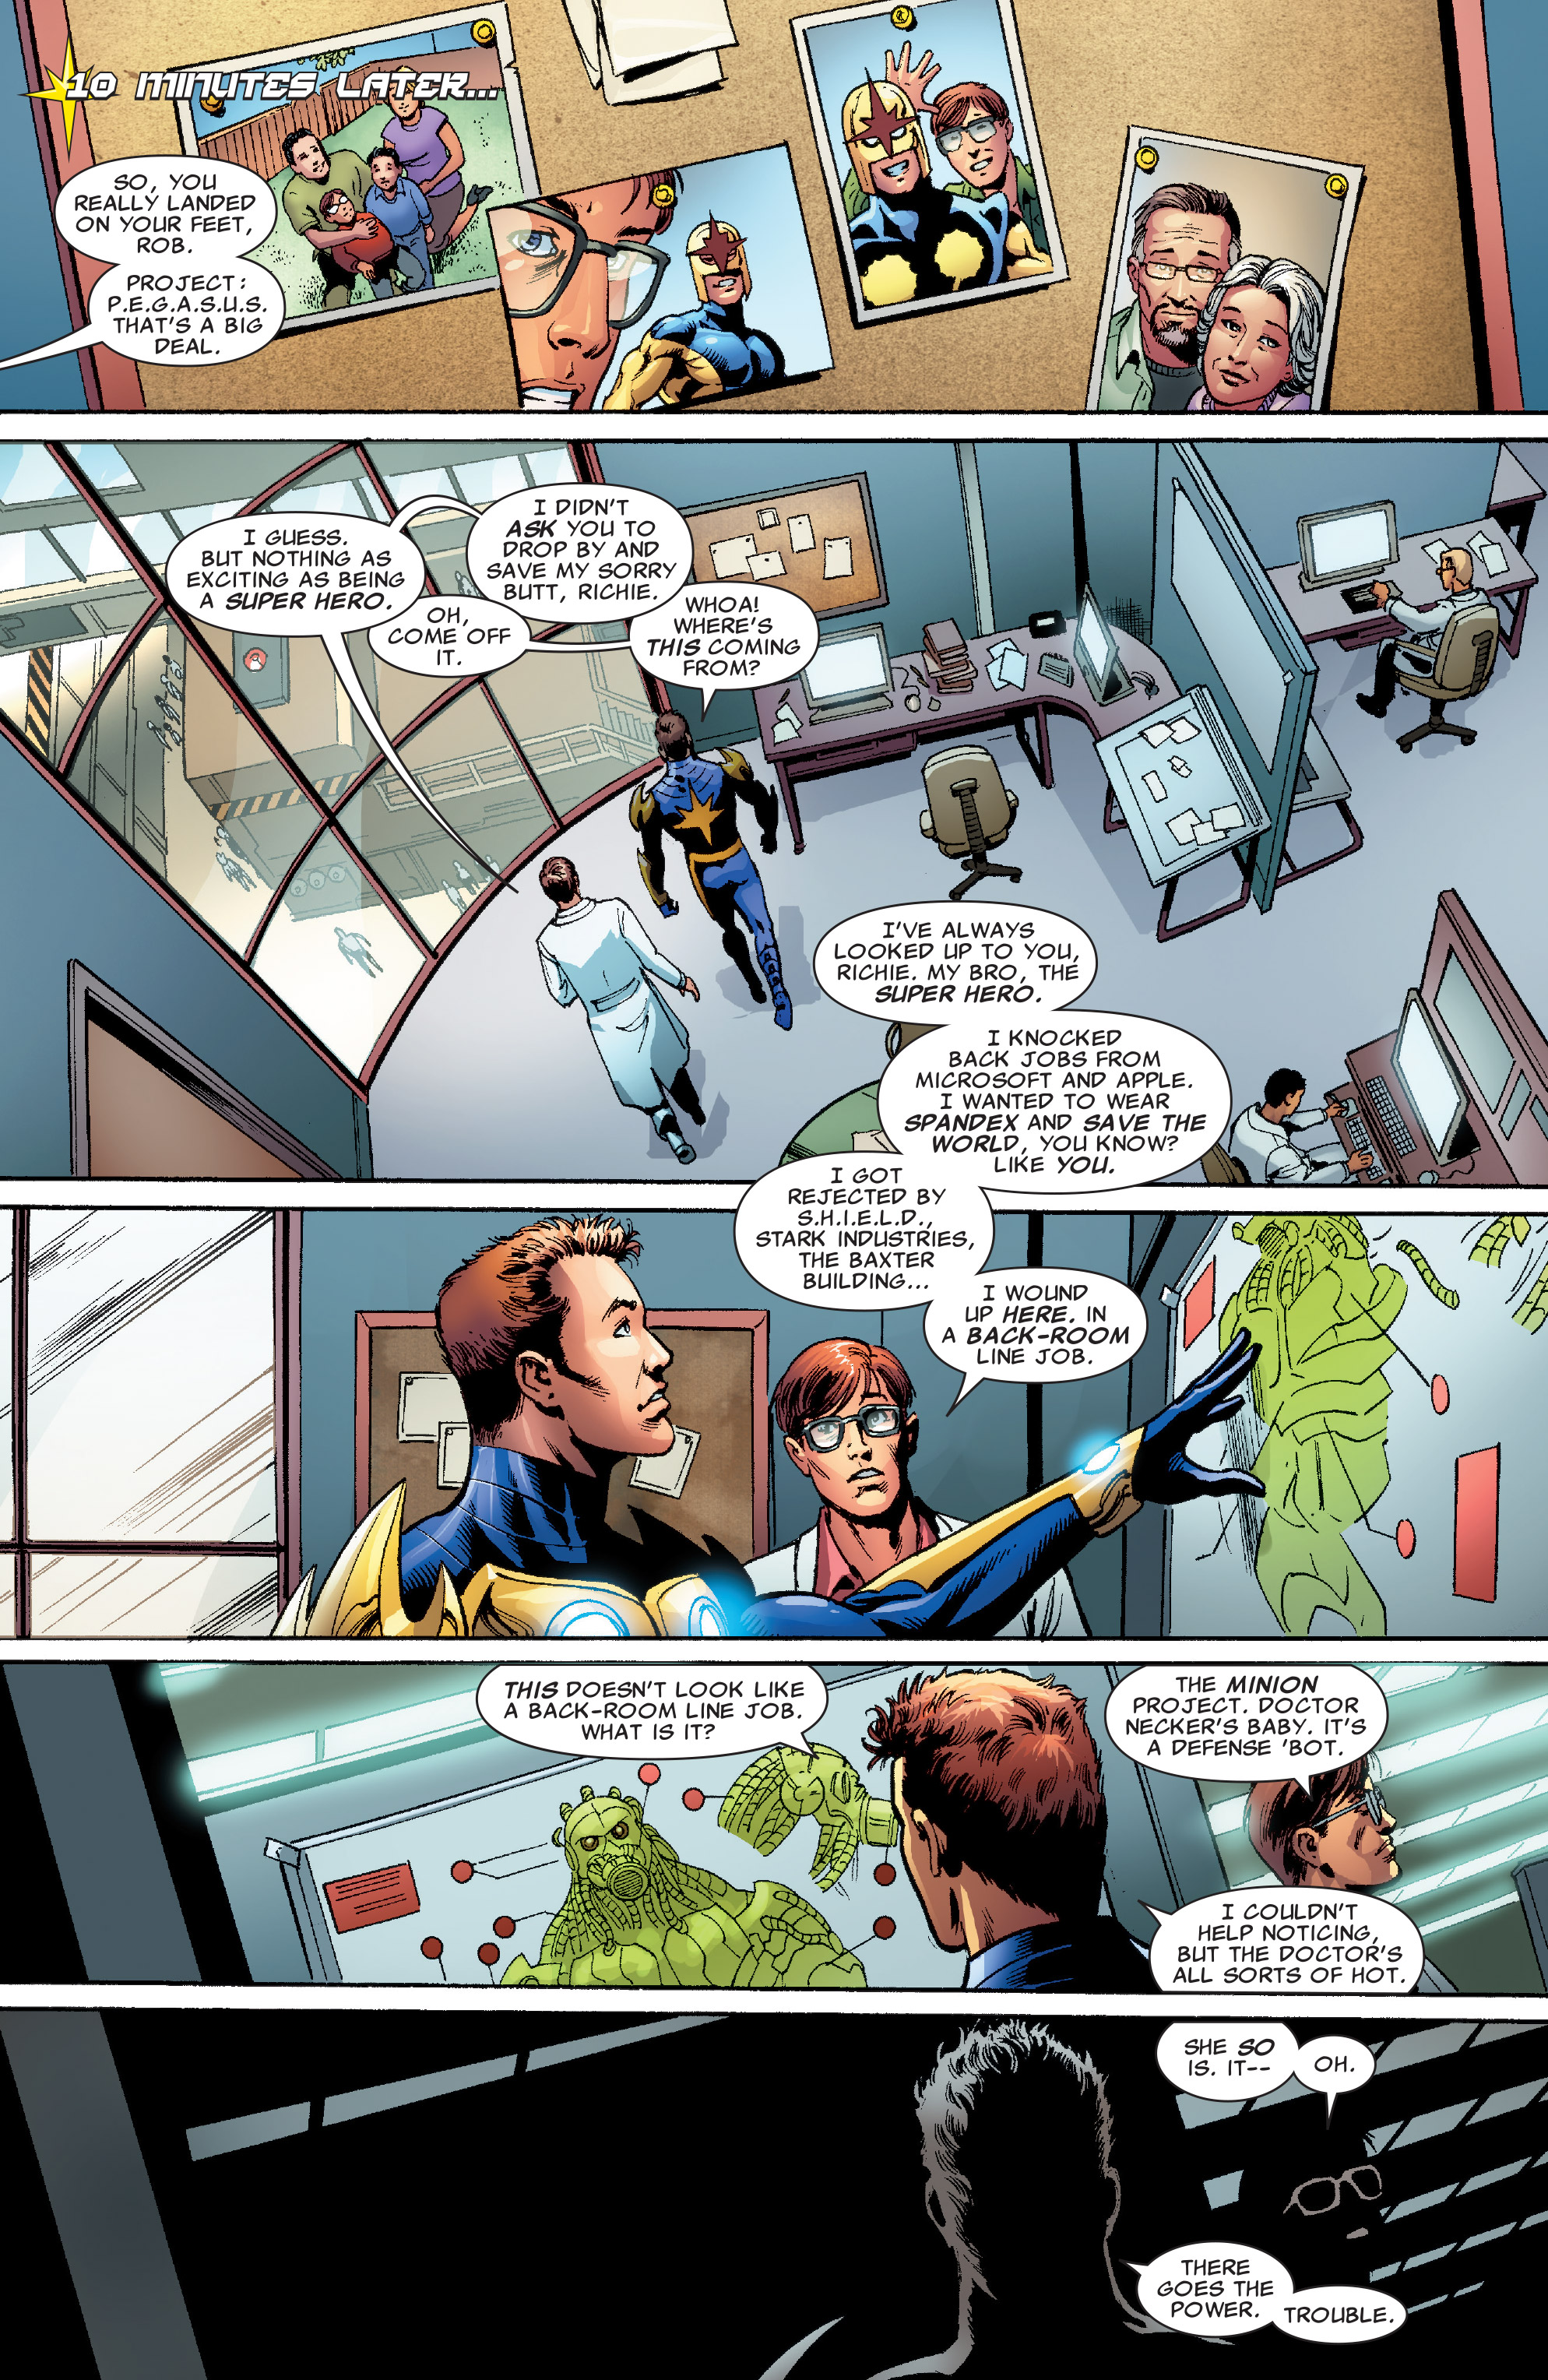 10 MINUTES LATER...
SO, YOU
REALLY LANDED
ON YOUR FEET,
ROB.
PROJECT:
P.E.G.A.S.U.S.
THAT'S A BIG
DEAL.
I GUESS.
BUT NOTHING AS
EXCITING AS BEING
A SUPER HERO.
OH,
COME OFF
IT.
I DIDN'T
ASK YOU TO
DROP BY AND
SAVE MY SORRY
BUTT, RICHIE.
WHOA!
WHERE'S
THIS COMING
FROM?
I'VE ALWAYS
LOOKED UP TO YOU,
RICHIE. MY BRO, THE
SUPER HERO.
I KNOCKED
BACK JOBS FROM
MICROSOFT AND APPLE.
I WANTED TO WEAR
SPANDEX AND SAVE THE
WORLD, YOU KNOW?
LIKE YOU.
I GOT
REJECTED BY
S.H.I.E.L.D.,
STARK INDUSTRIES,
THE BAXTER
BUILDING...
I WOUND
UP HERE. IN
A BACK-ROOM
LINE JOB.
THIS DOESN'T LOOK LIKE
A BACK-ROOM LINE JOB.
WHAT IS IT?
THE MINION
PROJECT. DOCTOR
NECKER'S BABY. IT'S
A DEFENSE 'BOT.
I COULDN'T
HELP NOTICING,
BUT THE DOCTOR'S
ALL SORTS OF HOT.
SHE SO
IS. IT--
OH.
THERE
GOES THE
POWER.
TROUBLE.